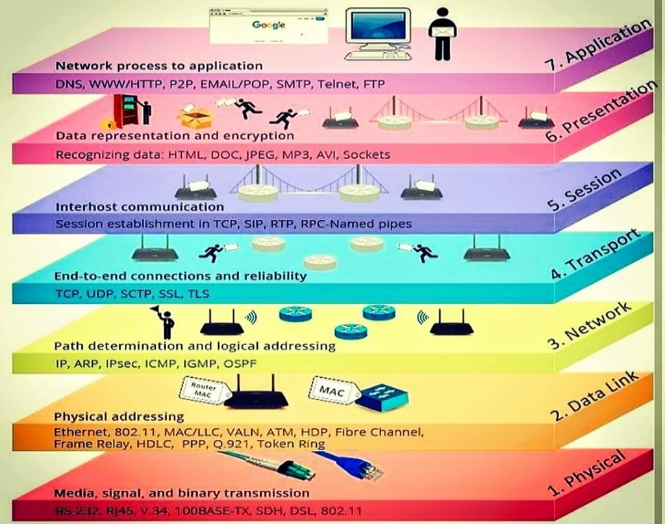 Google
7. Application
Network process to application
DNS, WWW/HTTP, P2P, EMAIL/POP, SMTP, Telnet, FTP
6. Presentation
Data representation and encryption
Recognizing data: HTML, DOC, JPEG, MP3, AVI, Sockets
5. Session
Interhost communication
Session establishment in TCP, SIP, RTP, RPC-Named pipes
4. Transport
End-to-end connections and reliability
TCP, UDP, SCTP, SSL, TLS
3. Network
Path determination and logical addressing
IP, ARP, IPsec, ICMP, IGMP, OSPF
Router
MAC
MAC
2. Data Link
Physical addressing
Ethernet, 802.11, MAC/LLC, VALN, ATM, HDP, Fibre Channel,
Frame Relay, HDLC, PPP, Q.921, Token Ring
1. Physical
Media, signal, and binary transmission
RS-232, RJ45, V.34, 100BASE-TX, SDH, DSL, 802.11